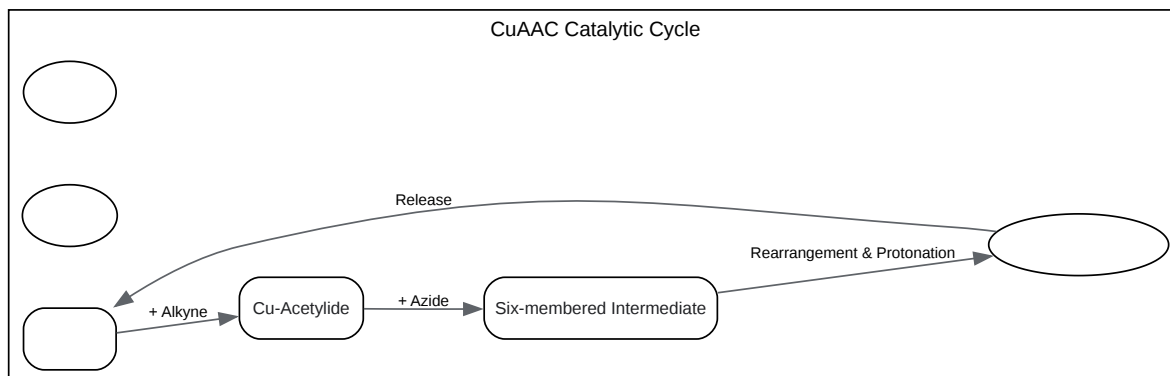 CuAAC Catalytic Cycle
Release
Rearrangement & Protonation
+ Alkyne
Cu-Acetylide
+ Azide
Six-membered Intermediate